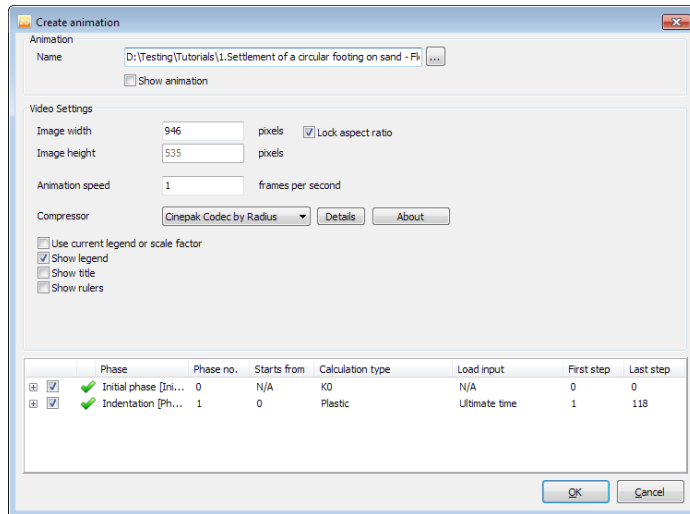 Create animation
Animation
Name D:\Testing\Tutorials\1.Settlement of a circular footing on sand - Fl ...
Show animation
Video Settings
Image width 946 pixels Lock aspect ratio
Image height 535 pixels
Animation speed 1 frames per second
Compressor Cinepak Codec by Radius Details About
Use current legend or scale factor
Show legend
Show title
Show rulers
Phase Phase no. Starts from Calculation type Load input First step Last step
Initial phase [Ini... 0 N/A K0 N/A 0 0
Indentation [Ph... 1 0 Plastic Ultimate time 1 118
OK Cancel